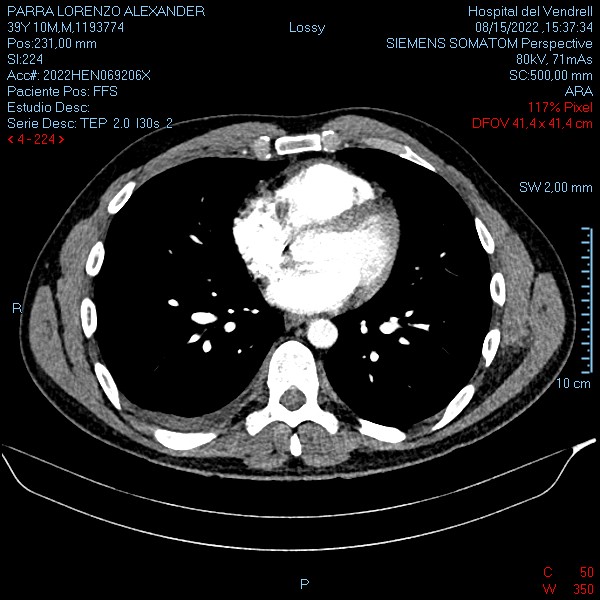 PARRA LORENZO ALEXANDER
39Y 10M,M,1193774
Pos:231,00 mm
SI:224
Acc#: 2022HEN069206X
Paciente Pos: FFS
Estudio Desc:
Serie Desc: TEP  2.0  I30s  2
< 4 - 224 >
Lossy
Hospital del Vendrell
08/15/2022 ,15:37:34
SIEMENS SOMATOM Perspective
80kV, 71mAs
SC:500,00 mm
ARA
117% Pixel
DFOV 41,4 x 41,4 cm
SW 2,00 mm
R
10 cm
P
C 50
W 350